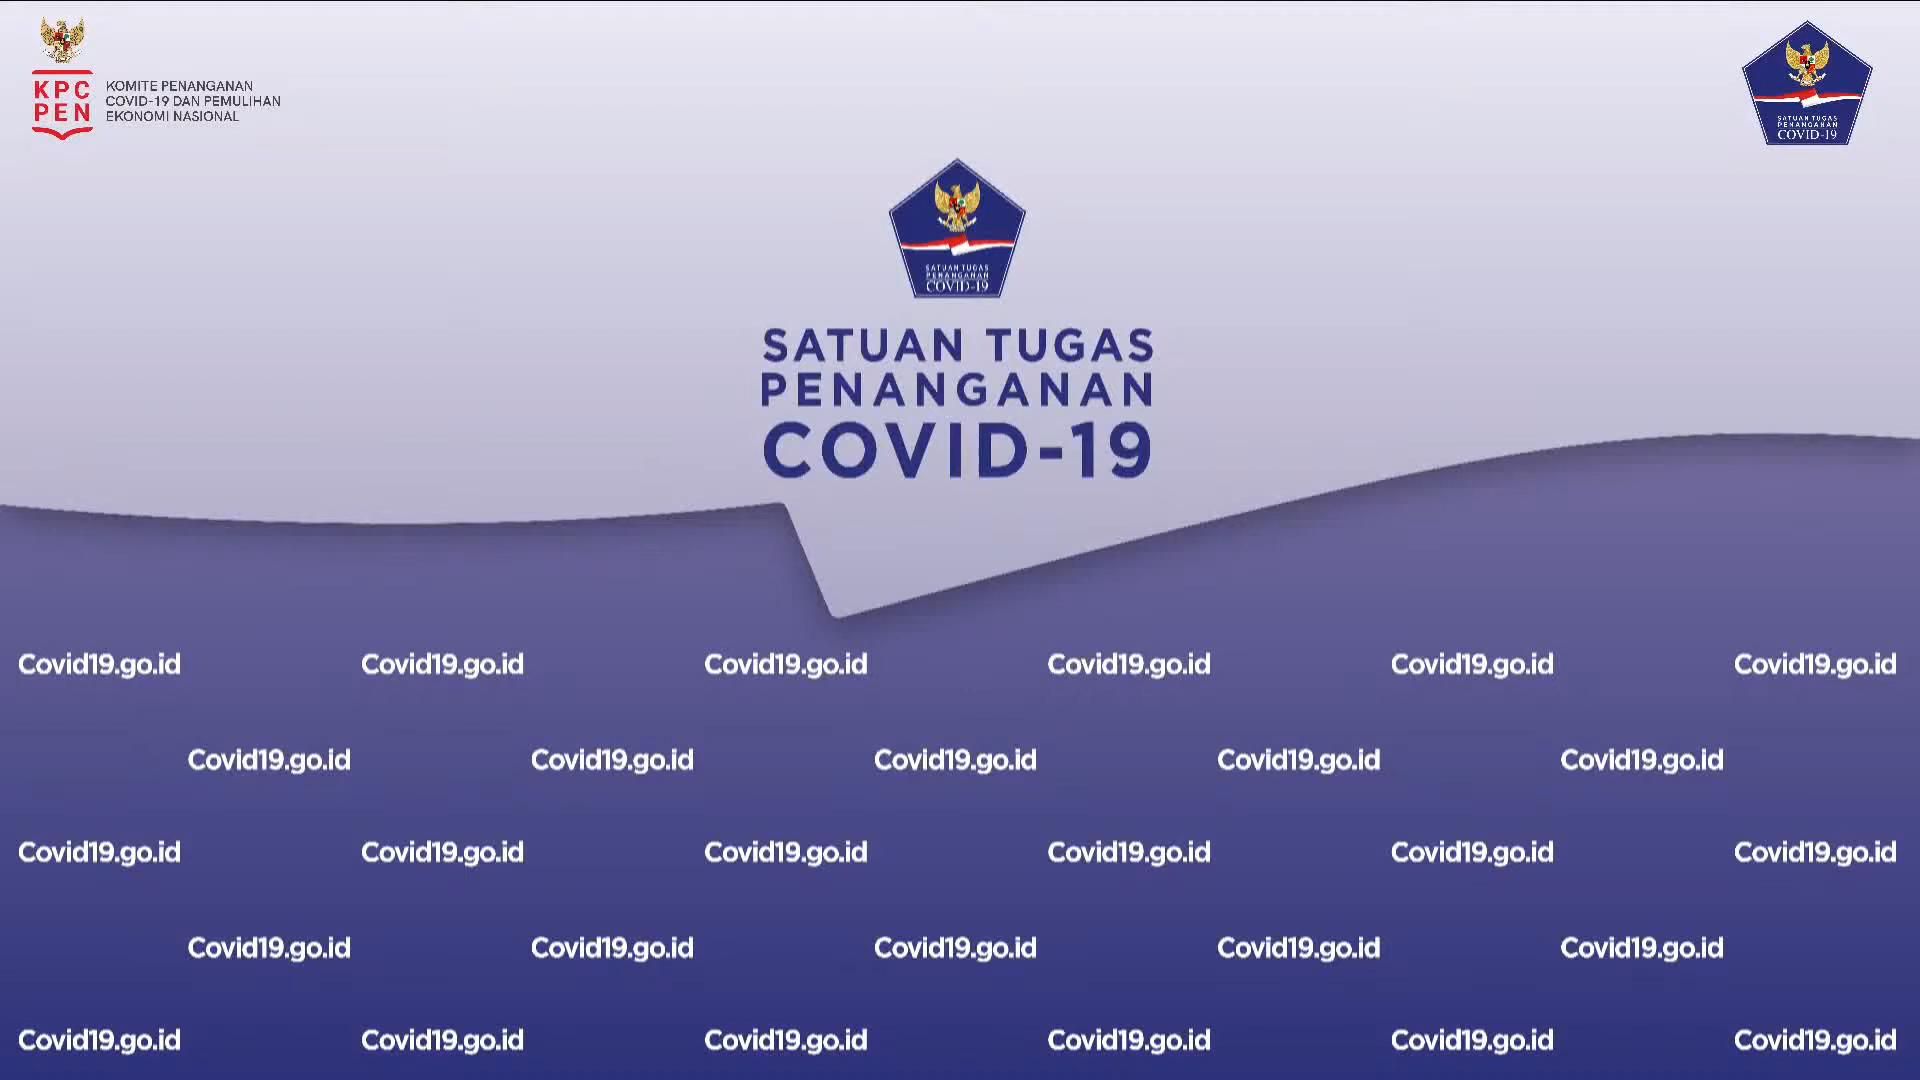 KPC
PEN
KOMITE PENANGANAN
COVID-19 DAN PEMULIHAN
EKONOMI NASIONAL
SATUAN TUGAS
PENANGANAN
COVID-19
SATUAN TUGAS
PENANGANAN
COVID-19
SATUAN TUGAS
PENANGANAN
COVID-19
Covid19.go.id Covid19.go.id Covid19.go.id Covid19.go.id Covid19.go.id Covid19.go.id
Covid19.go.id Covid19.go.id Covid19.go.id Covid19.go.id Covid19.go.id
Covid19.go.id Covid19.go.id Covid19.go.id Covid19.go.id Covid19.go.id Covid19.go.id
Covid19.go.id Covid19.go.id Covid19.go.id Covid19.go.id Covid19.go.id
Covid19.go.id Covid19.go.id Covid19.go.id Covid19.go.id Covid19.go.id Covid19.go.id